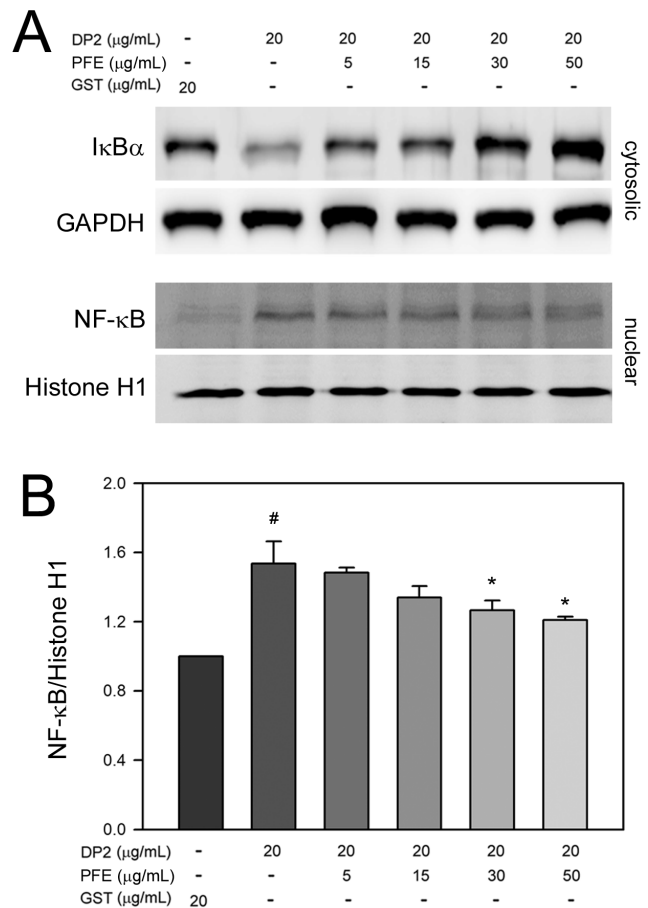 A
DP2 (μg/mL) - 20 20 20 20 20
PFE (μg/mL) - - 5 15 30 50
GST (μg/mL) 20 - - - - -
IκBα
GAPDH
cytosolic
NF-κB
Histone H1
nuclear
B
NF-κB/Histone H1
2.0
1.6
1.2
0.8
0.4
0.0
#
*
*
DP2 (μg/mL) - 20 20 20 20 20
PFE (μg/mL) - - 5 15 30 50
GST (μg/mL) 20 - - - - -